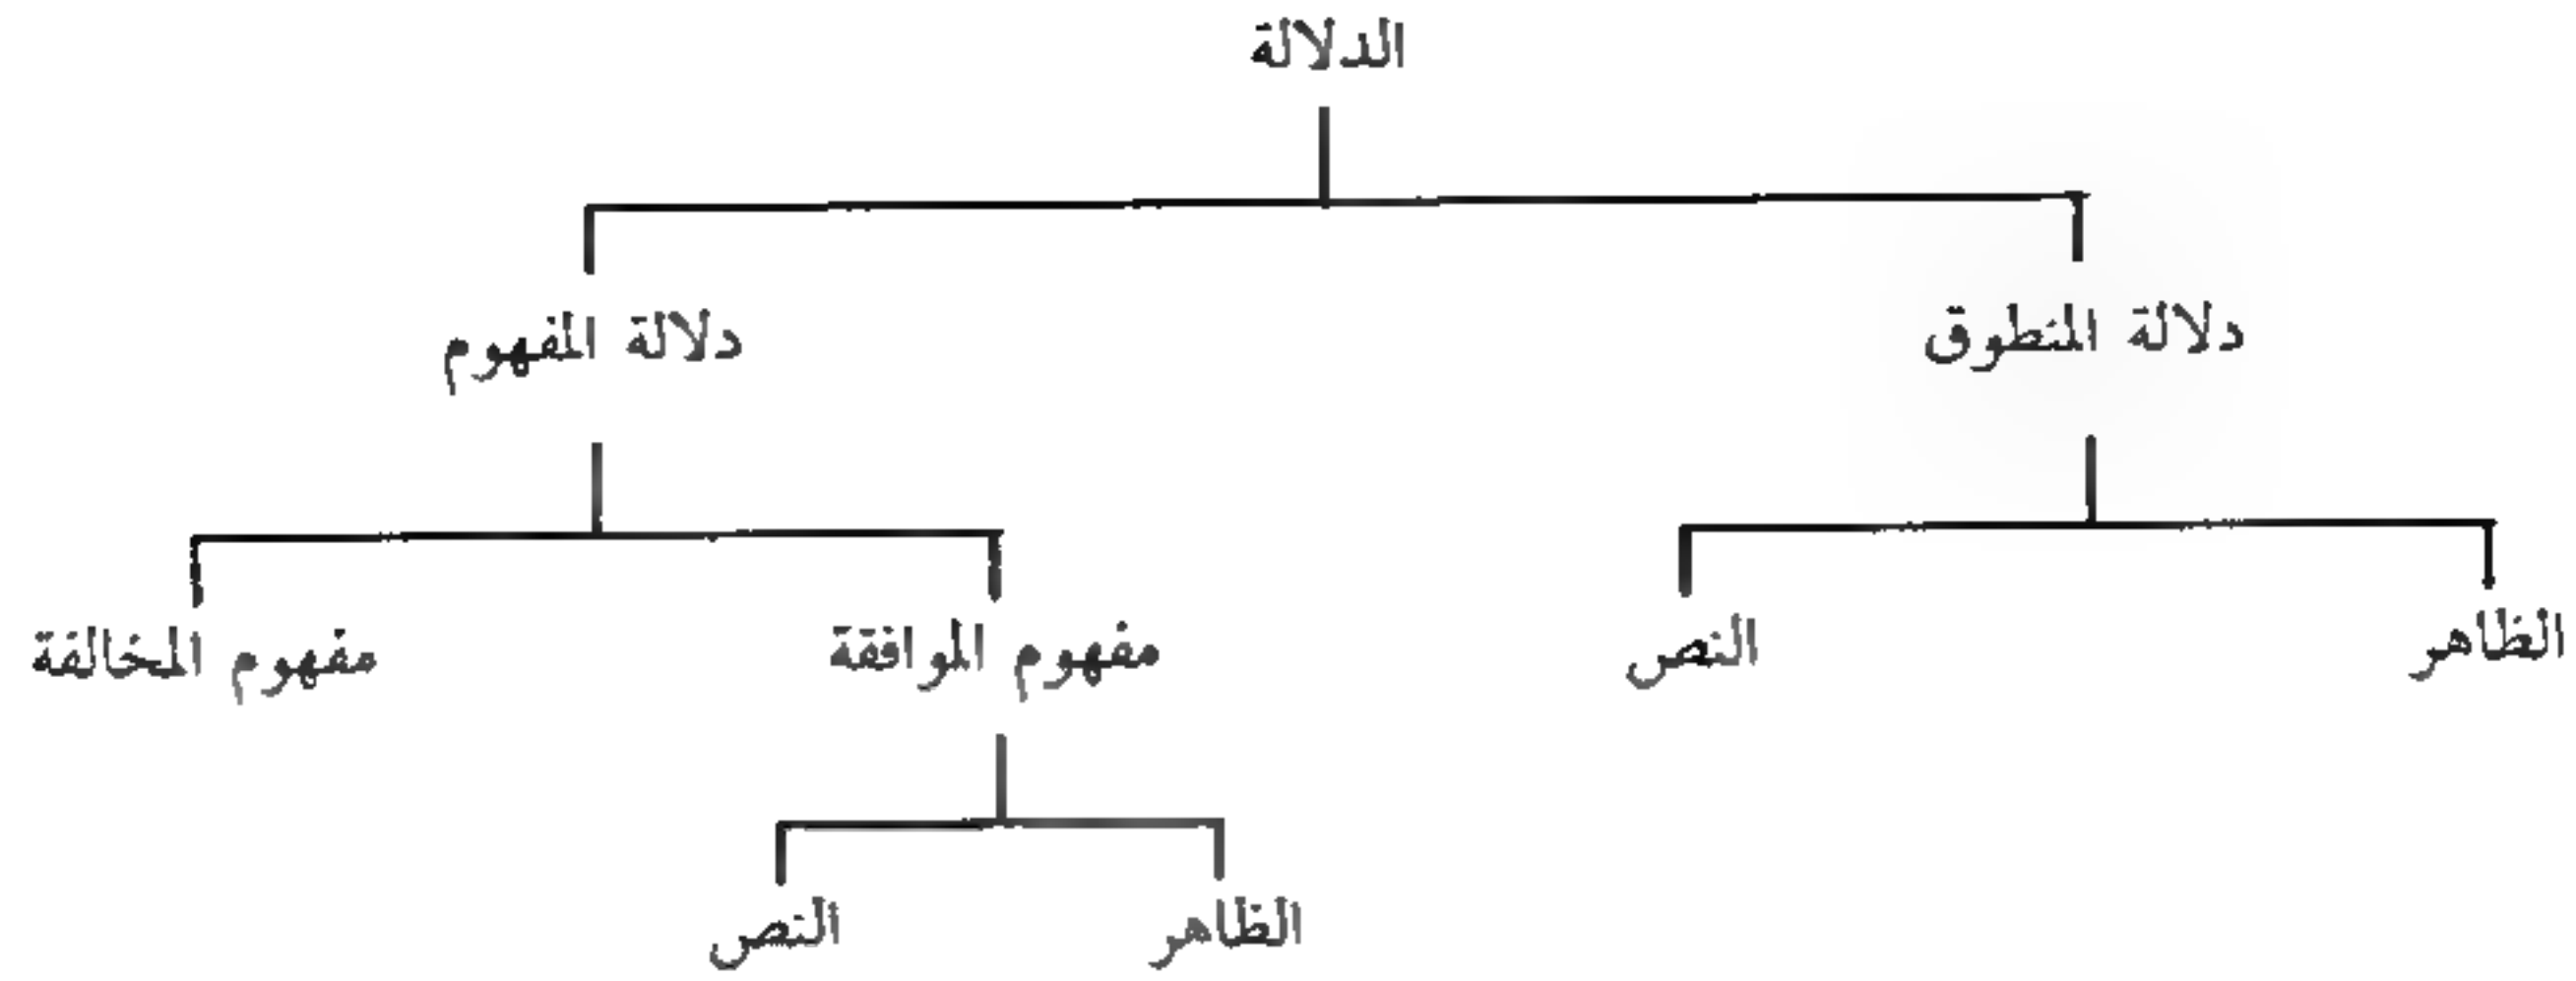 الدلالة
دلالة المنطوق
دلالة المفهوم
الظاهر
النص
مفهوم الموافقة
مفهوم المخالفة
الظاهر
النص